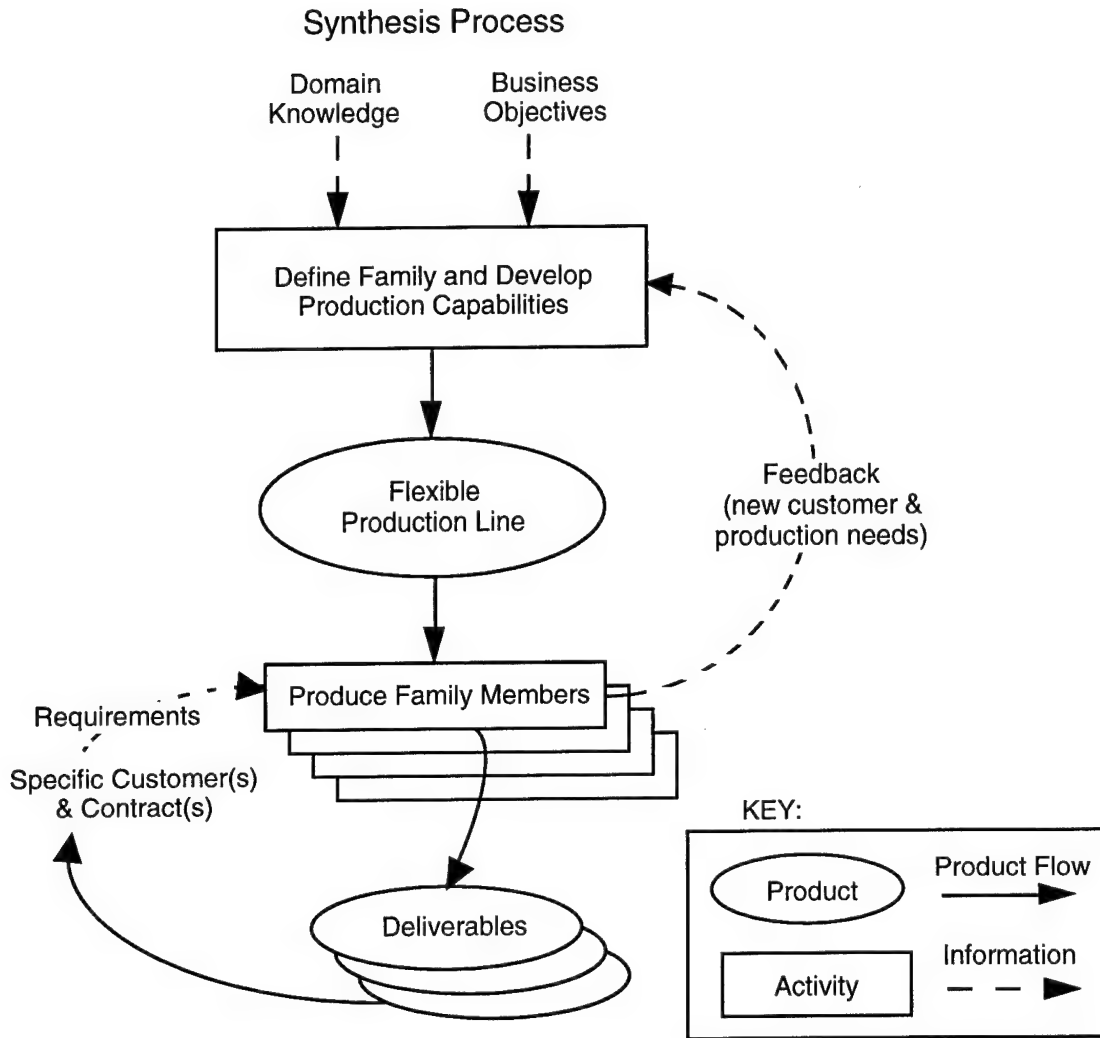 Synthesis Process
Domain
Knowledge
Business
Objectives
Define Family and Develop
Production Capabilities
Flexible
Production Line
Feedback
(new customer &
production needs)
Produce Family Members
Requirements
Specific Customer(s)
& Contract(s)
Deliverables
KEY:
Product
Product Flow
Activity
Information